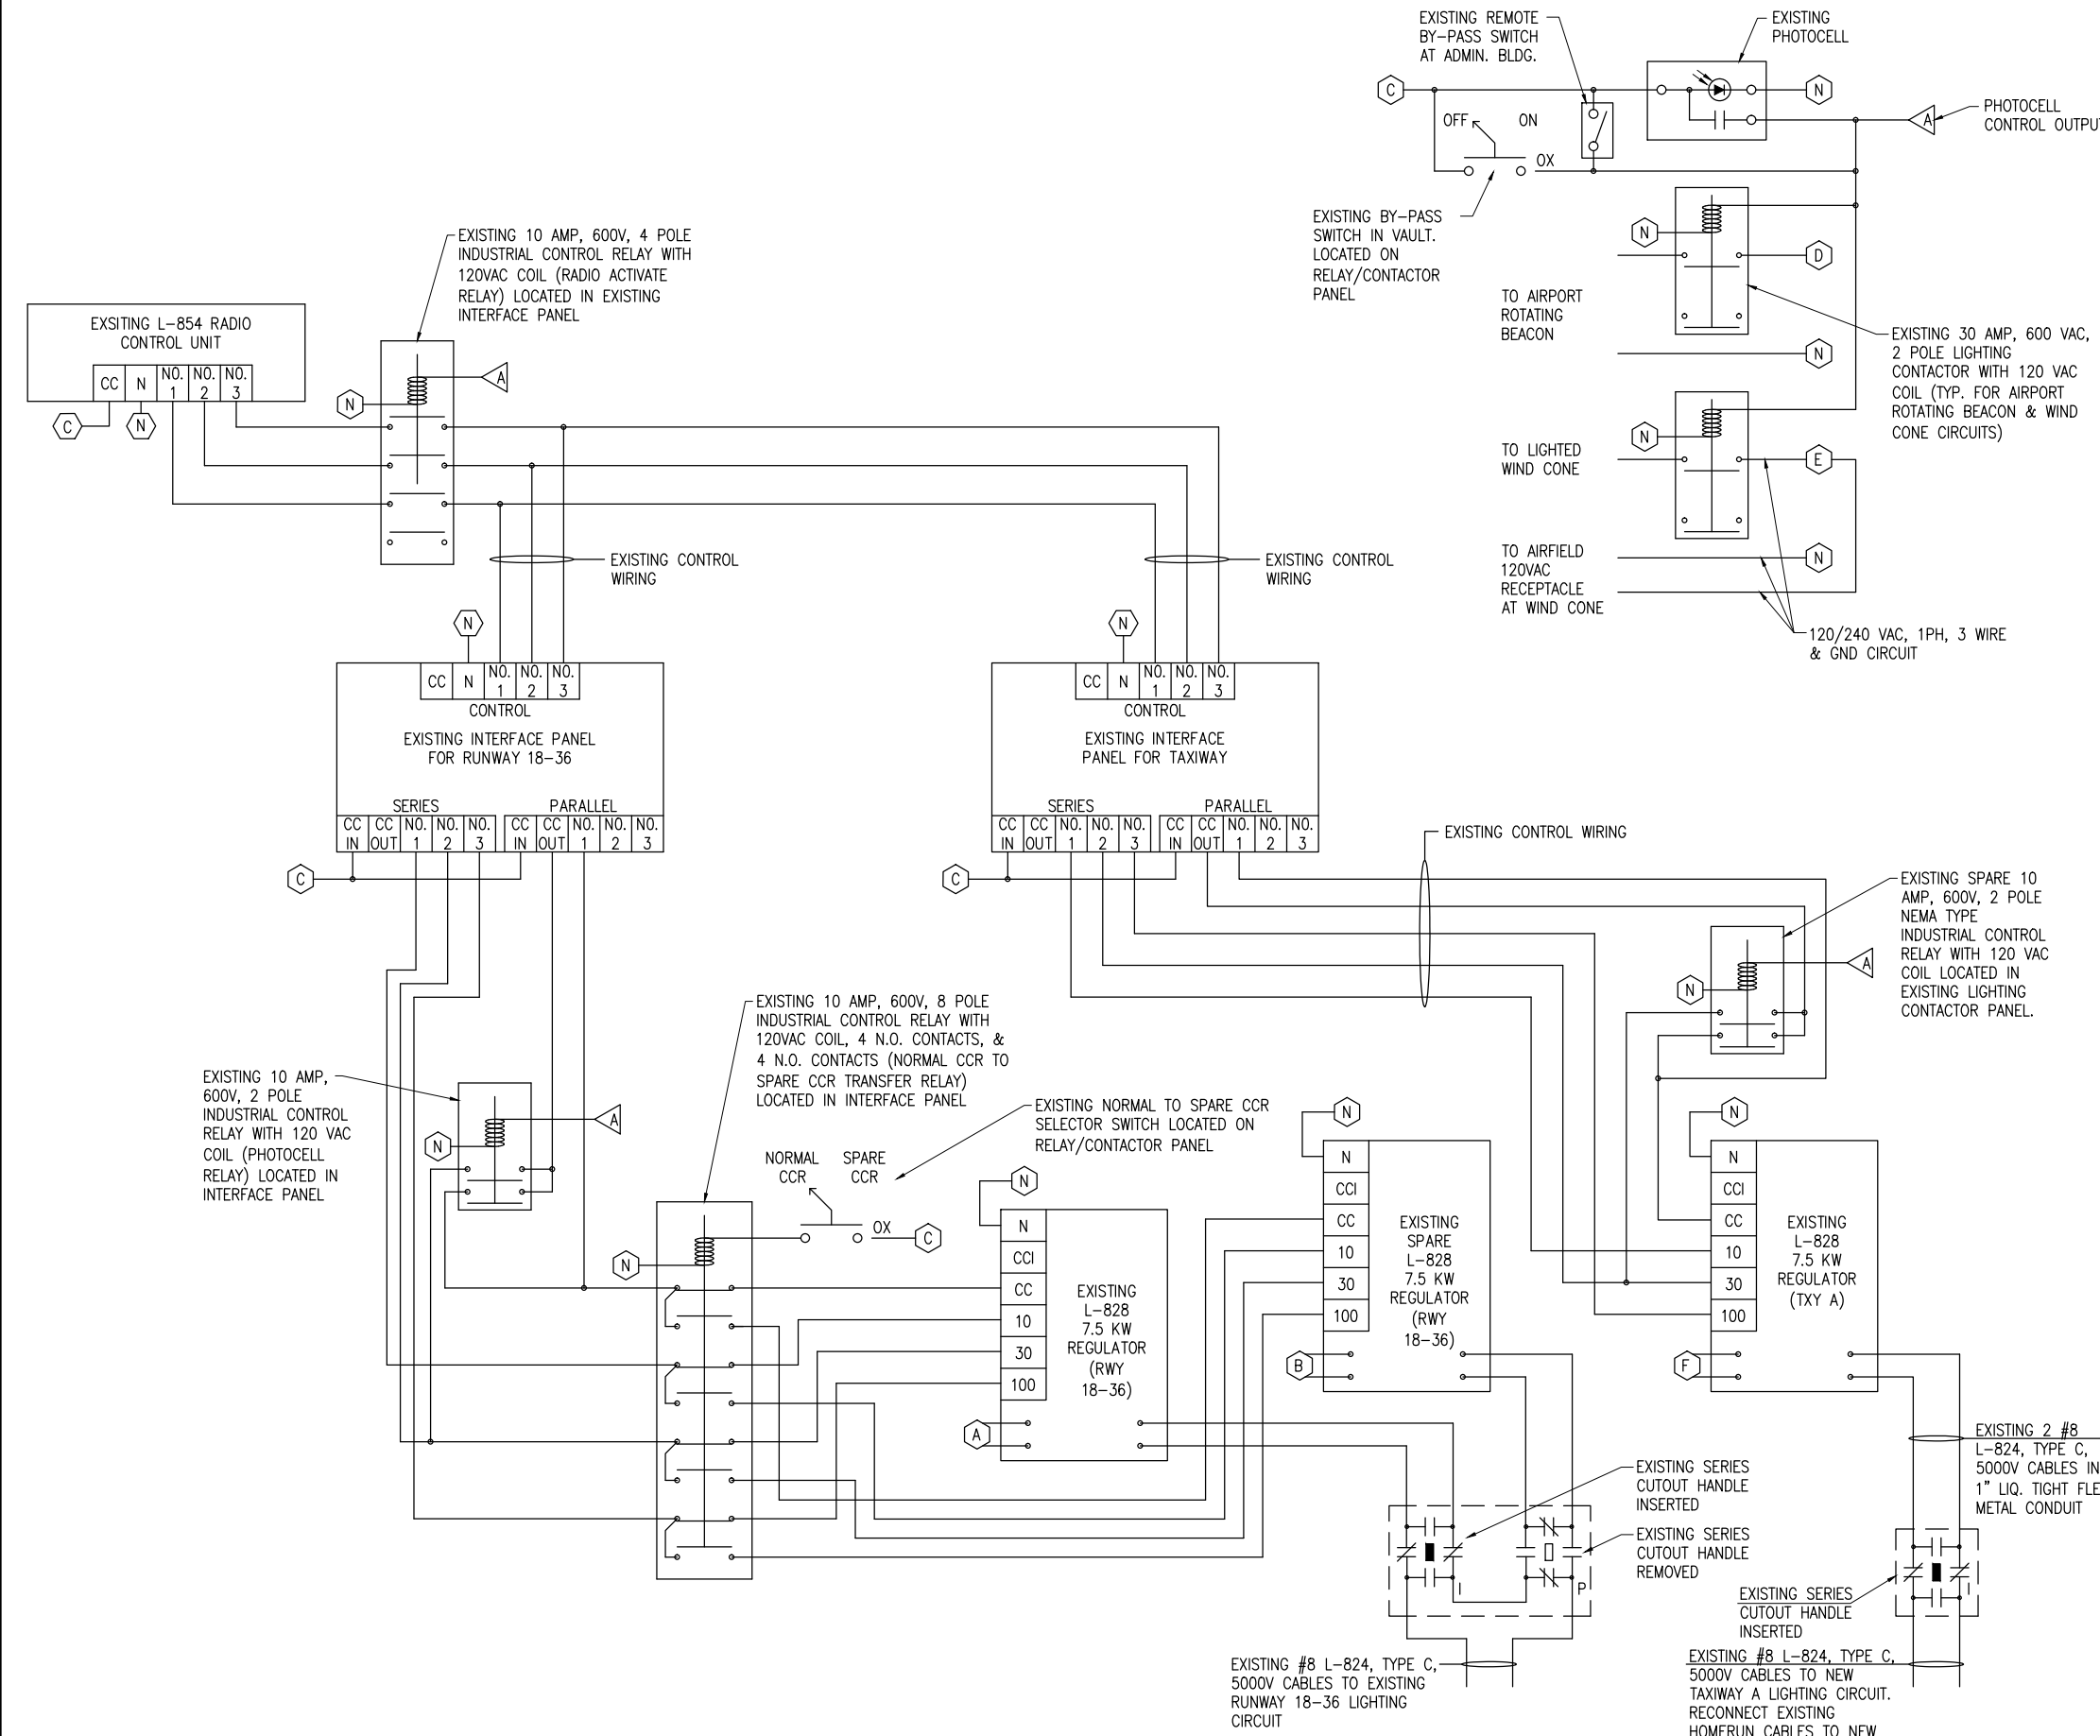 EXISTING REMOTE
BY-PASS SWITCH
AT ADMIN. BLDG.
EXISTING
PHOTOCELL
C
N
OFF
ON
OX
A
PHOTOCELL
CONTROL OUTPUT
EXISTING BY-PASS
SWITCH IN VAULT.
LOCATED ON
RELAY/CONTACTOR
PANEL
N
D
TO AIRPORT
ROTATING
BEACON
N
EXISTING 30 AMP, 600 VAC,
2 POLE LIGHTING
CONTACTOR WITH 120 VAC
COIL (TYP. FOR AIRPORT
ROTATING BEACON & WIND
CONE CIRCUITS)
N
TO LIGHTED
WIND CONE
E
TO AIRFIELD
120VAC
RECEPTACLE
AT WIND CONE
N
120/240 VAC, 1PH, 3 WIRE
& GND CIRCUIT
EXISTING 10 AMP, 600V, 4 POLE
INDUSTRIAL CONTROL RELAY WITH
120VAC COIL (RADIO ACTIVATE
RELAY) LOCATED IN EXISTING
INTERFACE PANEL
EXSITING L-854 RADIO
CONTROL UNIT
CC N NO. 1 NO. 2 NO. 3
C
N
N
A
EXISTING CONTROL
WIRING
EXISTING CONTROL
WIRING
N
CC N NO. 1 NO. 2 NO. 3
CONTROL
EXISTING INTERFACE PANEL
FOR RUNWAY 18-36
SERIES PARALLEL
CC IN CC OUT NO. 1 NO. 2 NO. 3 CC IN CC OUT NO. 1 NO. 2 NO. 3
C
N
CC N NO. 1 NO. 2 NO. 3
CONTROL
EXISTING INTERFACE
PANEL FOR TAXIWAY
SERIES PARALLEL
CC IN CC OUT NO. 1 NO. 2 NO. 3 CC IN CC OUT NO. 1 NO. 2 NO. 3
C
EXISTING CONTROL WIRING
EXISTING SPARE 10
AMP, 600V, 2 POLE
NEMA TYPE
INDUSTRIAL CONTROL
RELAY WITH 120 VAC
COIL LOCATED IN
EXISTING LIGHTING
CONTACTOR PANEL.
A
N
EXISTING 10 AMP, 600V, 8 POLE
INDUSTRIAL CONTROL RELAY WITH
120VAC COIL, 4 N.O. CONTACTS, &
4 N.O. CONTACTS (NORMAL CCR TO
SPARE CCR TRANSFER RELAY)
LOCATED IN INTERFACE PANEL
EXISTING 10 AMP,
600V, 2 POLE
INDUSTRIAL CONTROL
RELAY WITH 120 VAC
COIL (PHOTOCELL
RELAY) LOCATED IN
INTERFACE PANEL
A
N
EXISTING NORMAL TO SPARE CCR
SELECTOR SWITCH LOCATED ON
RELAY/CONTACTOR PANEL
NORMAL
CCR
SPARE
CCR
OX
C
N
N
N
CCI
CC
10
30
100
EXISTING
L-828
7.5 KW
REGULATOR
(RWY
18-36)
A
N
N
CCI
CC
10
30
100
EXISTING
SPARE
L-828
7.5 KW
REGULATOR
(RWY
18-36)
B
N
N
CCI
CC
10
30
100
EXISTING
L-828
7.5 KW
REGULATOR
(TXY A)
F
EXISTING 2 #8
L-824, TYPE C,
5000V CABLES IN
1" LIQ. TIGHT FLE
METAL CONDUIT
EXISTING SERIES
CUTOUT HANDLE
INSERTED
EXISTING SERIES
CUTOUT HANDLE
REMOVED
I
P
EXISTING SERIES
CUTOUT HANDLE
INSERTED
I
EXISTING #8 L-824, TYPE C,
5000V CABLES TO EXISTING
RUNWAY 18-36 LIGHTING
CIRCUIT
EXISTING #8 L-824, TYPE C,
5000V CABLES TO NEW
TAXIWAY A LIGHTING CIRCUIT.
RECONNECT EXISTING
HOMERUN CABLES TO NEW